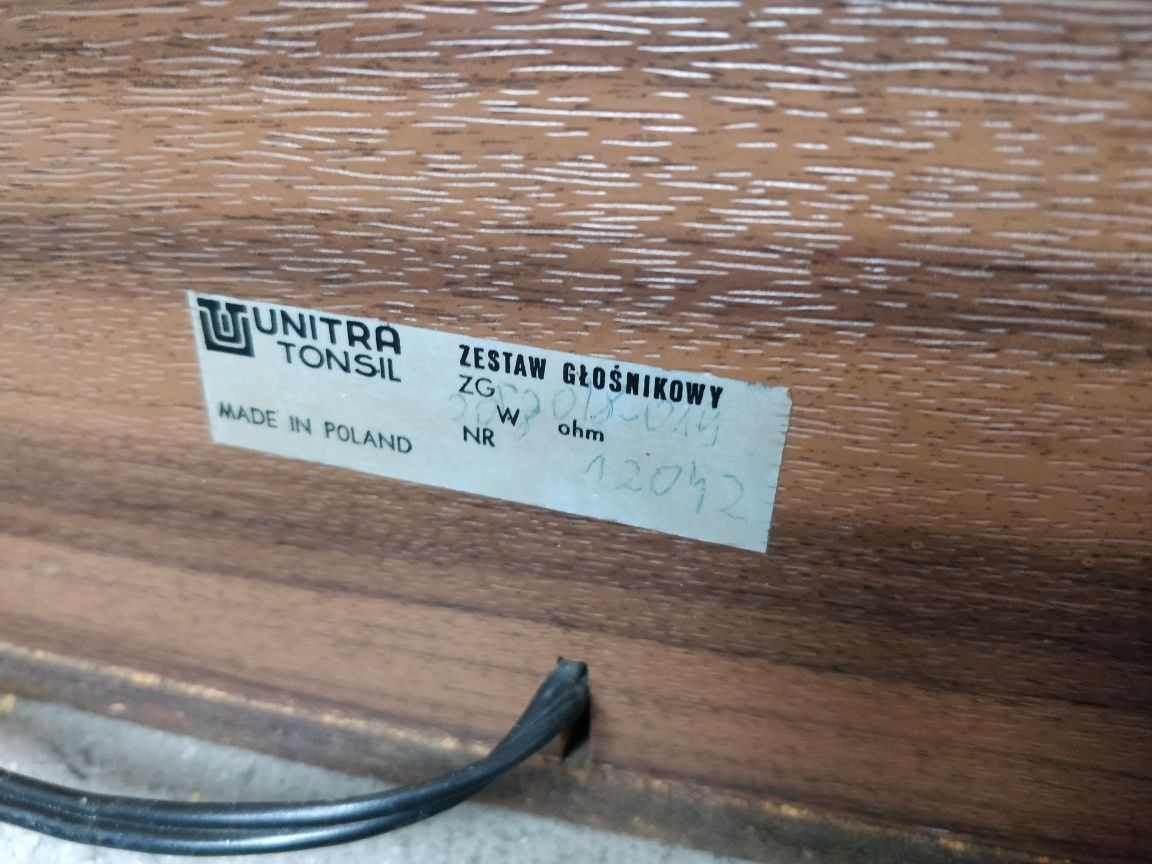 UNITRA
TONSIL
MADE IN POLAND
ZESTAW GŁOŚNIKOWY
ZG
W ohm
NR
12042